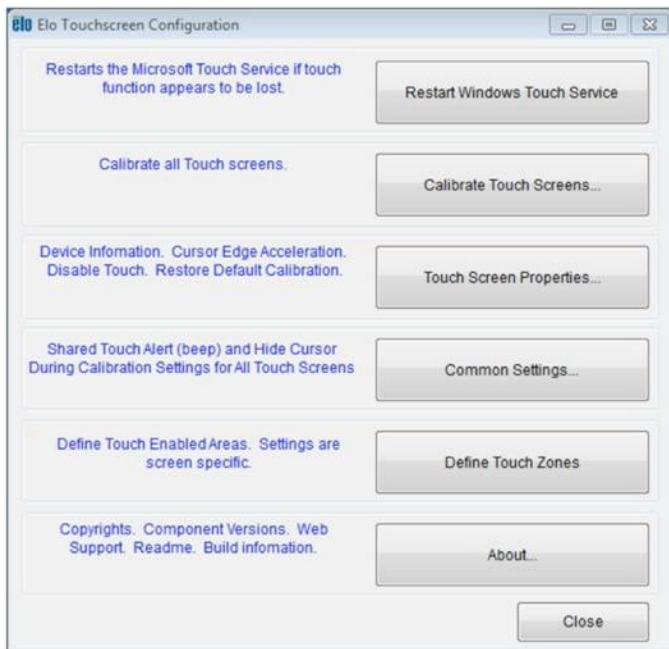 elo Elo Touchscreen Configuration
Restarts the Microsoft Touch Service if touch
function appears to be lost.
Restart Windows Touch Service
Calibrate all Touch screens.
Calibrate Touch Screens...
Device Infomation. Cursor Edge Acceleration.
Disable Touch. Restore Default Calibration.
Touch Screen Properties...
Shared Touch Alert (beep) and Hide Cursor
During Calibration Settings for All Touch Screens
Common Settings...
Define Touch Enabled Areas. Settings are
screen specific.
Define Touch Zones
Copyrights. Component Versions. Web
Support. Readme. Build infomation.
About...
Close